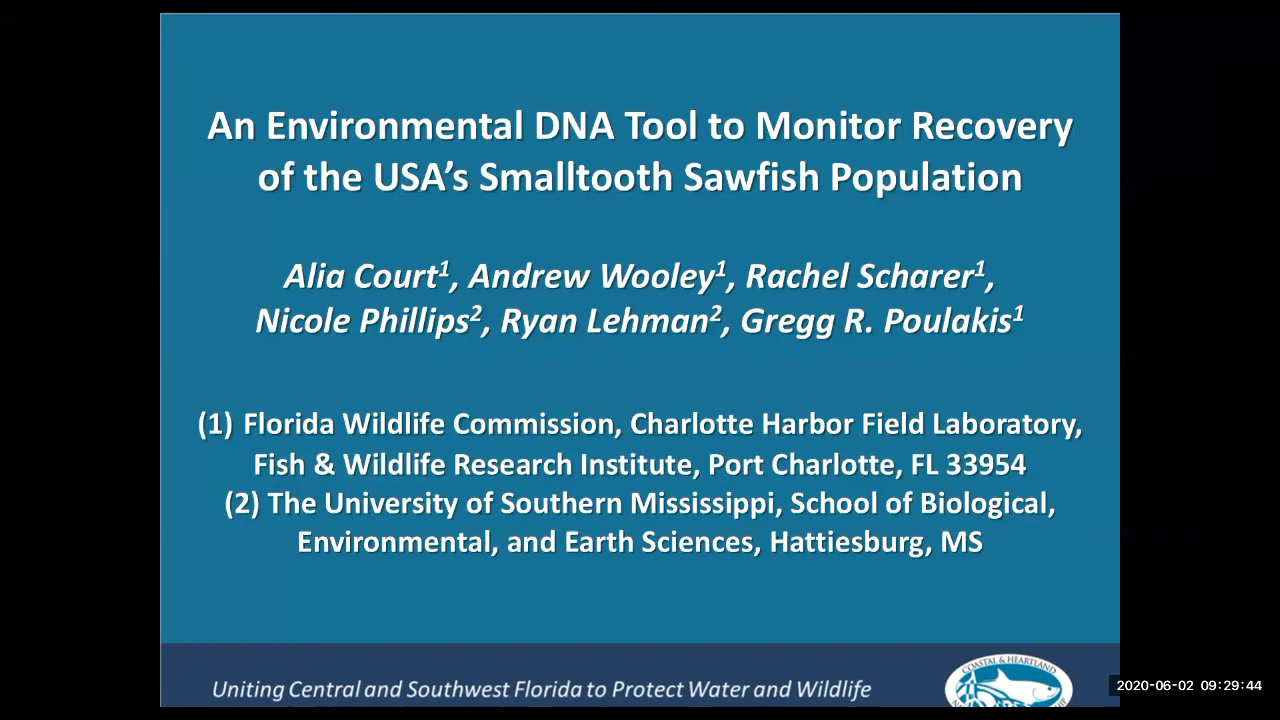 An Environmental DNA Tool to Monitor Recovery
of the USA’s Smalltooth Sawfish Population
Alia Court1, Andrew Wooley1, Rachel Scharer1,
Nicole Phillips2, Ryan Lehman2, Gregg R. Poulakis1
(1) Florida Wildlife Commission, Charlotte Harbor Field Laboratory,
Fish & Wildlife Research Institute, Port Charlotte, FL 33954
(2) The University of Southern Mississippi, School of Biological,
Environmental, and Earth Sciences, Hattiesburg, MS
Uniting Central and Southwest Florida to Protect Water and Wildlife
COASTAL & HEARTLAND
2020-06-02 09:29:44